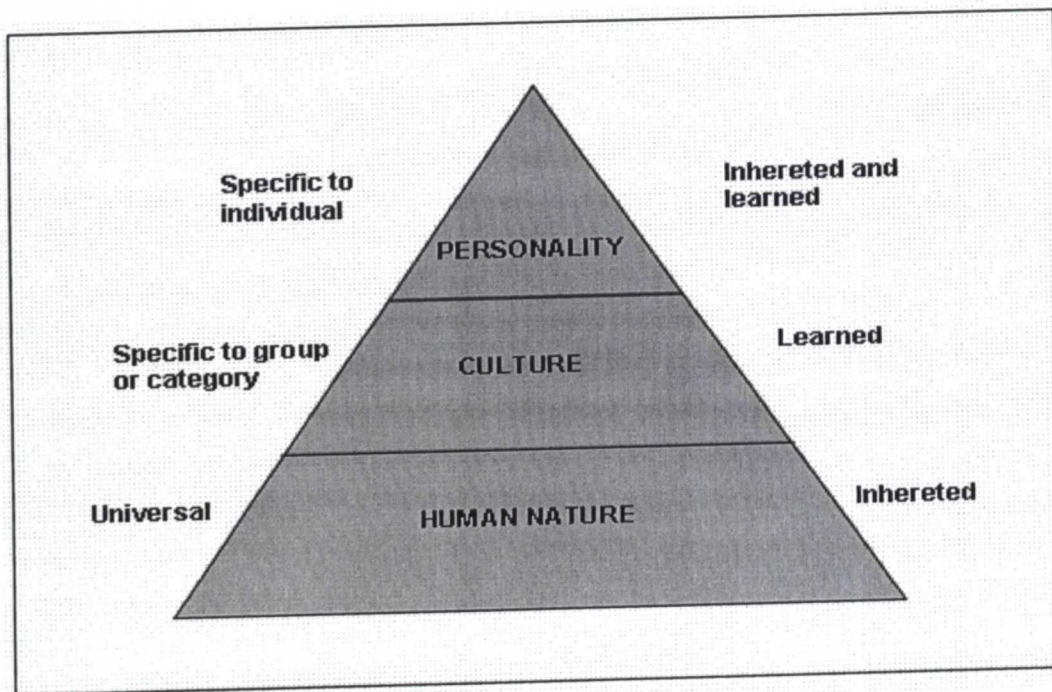 Specific to
individual
PERSONALITY
Inhereted and
learned
Specific to group
or category
CULTURE
Learned
Universal
HUMAN NATURE
Inhereted